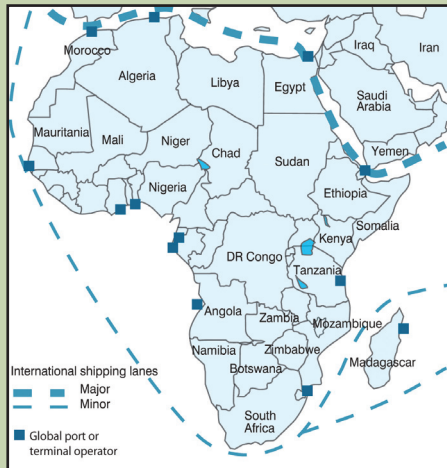 Morocco
Algeria
Libya
Egypt
Iraq
Iran
Saudi
Arabia
Mauritania
Mali
Niger
Chad
Sudan
Yemen
Nigeria
Ethiopia
Somalia
Kenya
DR Congo
Tanzania
Angola
Zambia
Mozambique
Namibia
Zimbabwe
Botswana
Madagascar
South
Africa
International shipping lanes
Major
Minor
Global port or
terminal operator